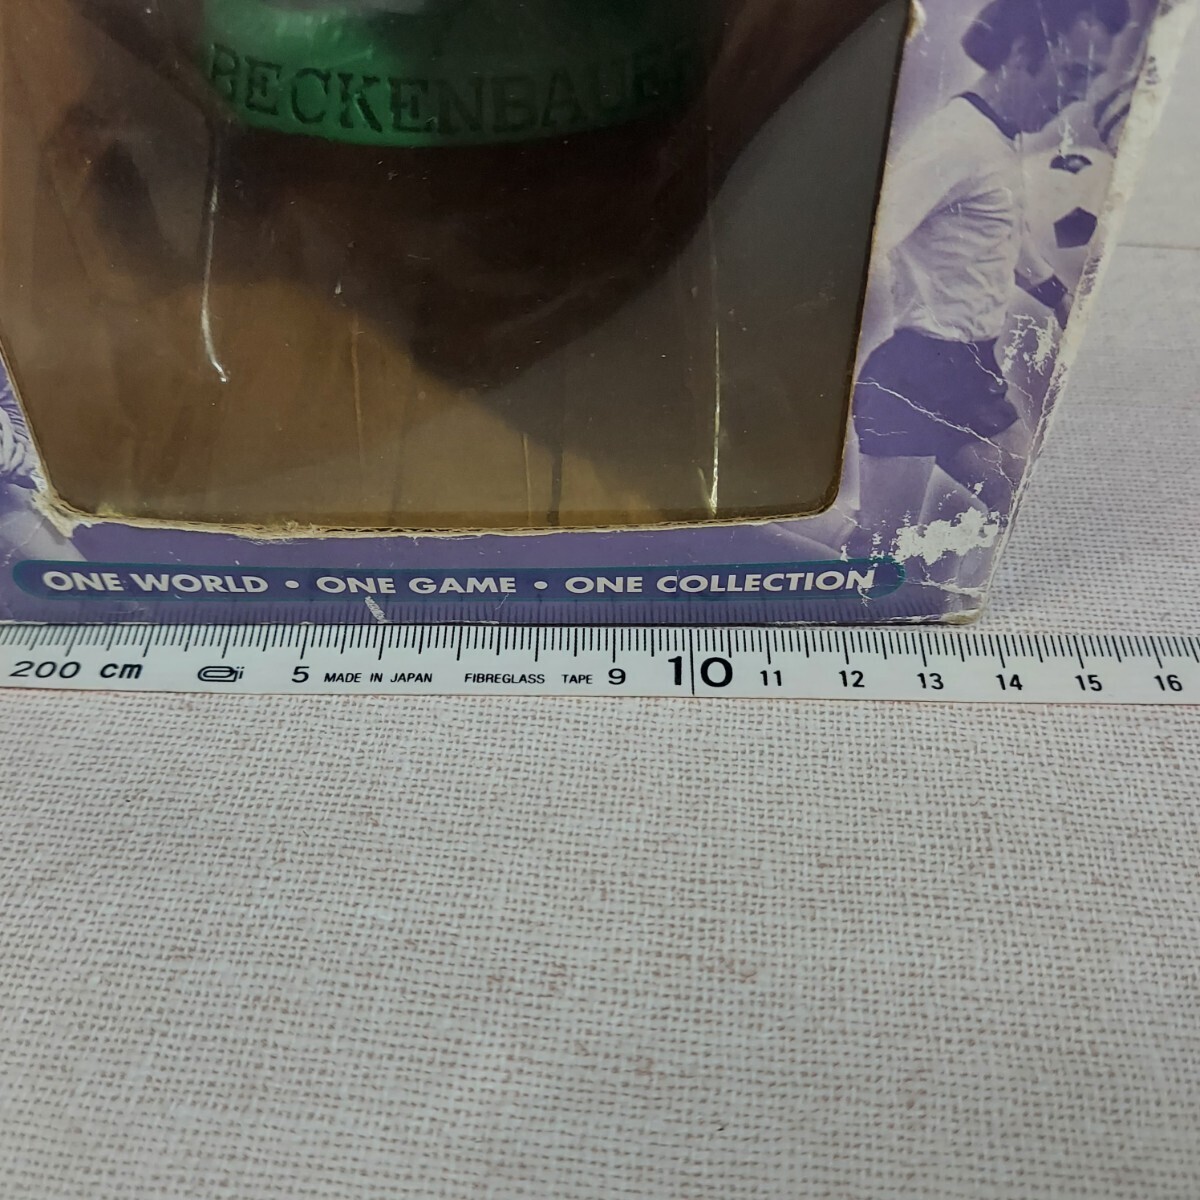 BECKENBAUER
ONE WORLD • ONE GAME • ONE COLLECTION
200 cm 5 MADE IN JAPAN FIBREGLASS TAPE 9 10 11 12 13 14 15 16